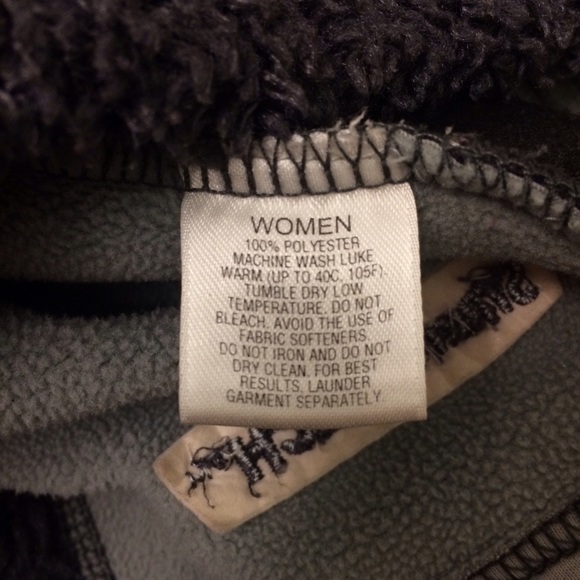 WOMEN
100% POLYESTER
MACHINE WASH LUKE
WARM (UP TO 40C, 105F).
TUMBLE DRY LOW
TEMPERATURE. DO NOT
BLEACH. AVOID THE USE OF
FABRIC SOFTENERS.
DO NOT IRON AND DO NOT
DRY CLEAN. FOR BEST
RESULTS, LAUNDER
GARMENT SEPARATELY